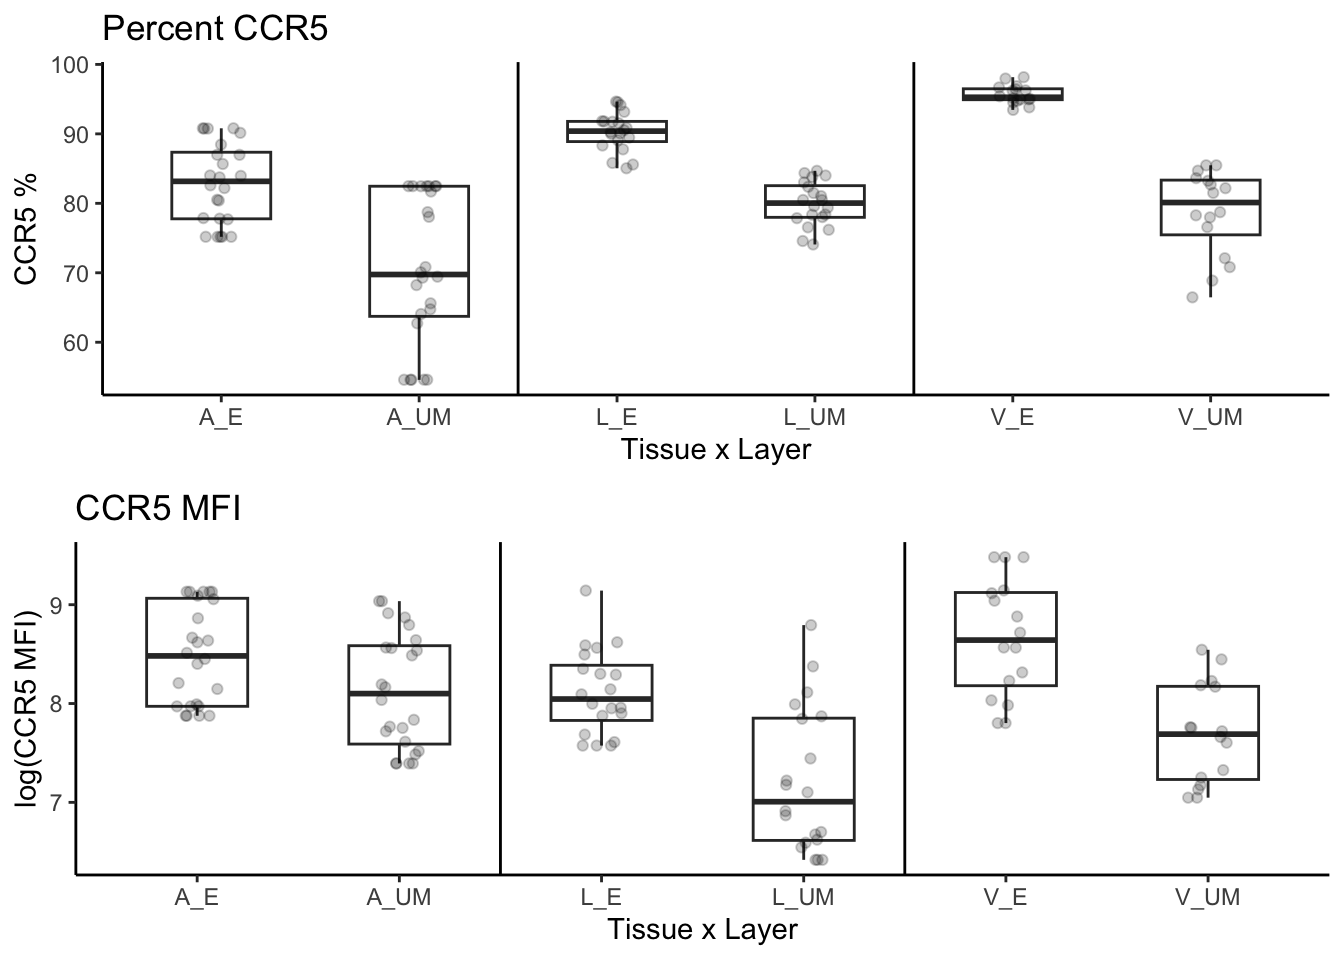 Percent CCR5
CCR5 %
100
90
80
70
60
A_E A_UM L_E L_UM V_E V_UM
Tissue x Layer
CCR5 MFI
log(CCR5 MFI)
9
8
7
A_E A_UM L_E L_UM V_E V_UM
Tissue x Layer